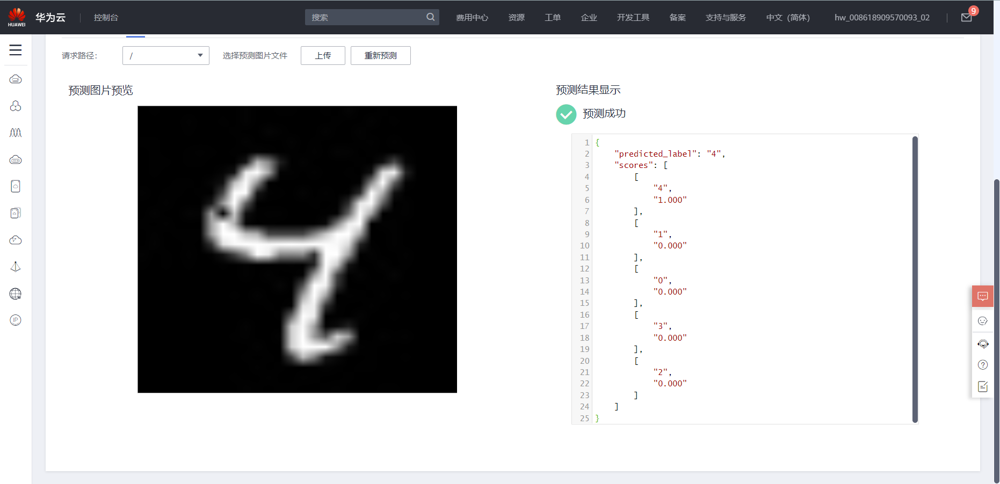 HUAWEI 华为云 控制台 搜索 费用中心 资源 工单 企业 开发工具 备案 支持与服务 中文（简体） hw_008618909570093_02 9
请求路径： / 选择预测图片文件 上传 重新预测
预测图片预览
4
预测结果显示
预测成功
1 {
2 "predicted_label": "4",
3 "scores": [
4 [
5 "4",
6 "1.000"
7 ],
8 [
9 "1",
10 "0.000"
11 ],
12 [
13 "0",
14 "0.000"
15 ],
16 [
17 "3",
18 "0.000"
19 ],
20 [
21 "2",
22 "0.000"
23 ]
24 ]
25 }
W
IP
?